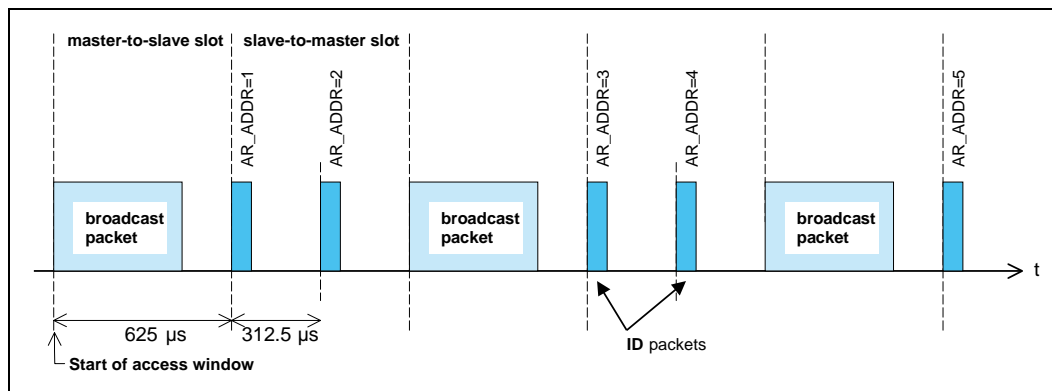 master-to-slave slot
slave-to-master slot
AR_ADDR=1
AR_ADDR=2
AR_ADDR=3
AR_ADDR=4
AR_ADDR=5
broadcast
packet
broadcast
packet
broadcast
packet
t
625 µs
312.5 µs
ID packets
Start of access window